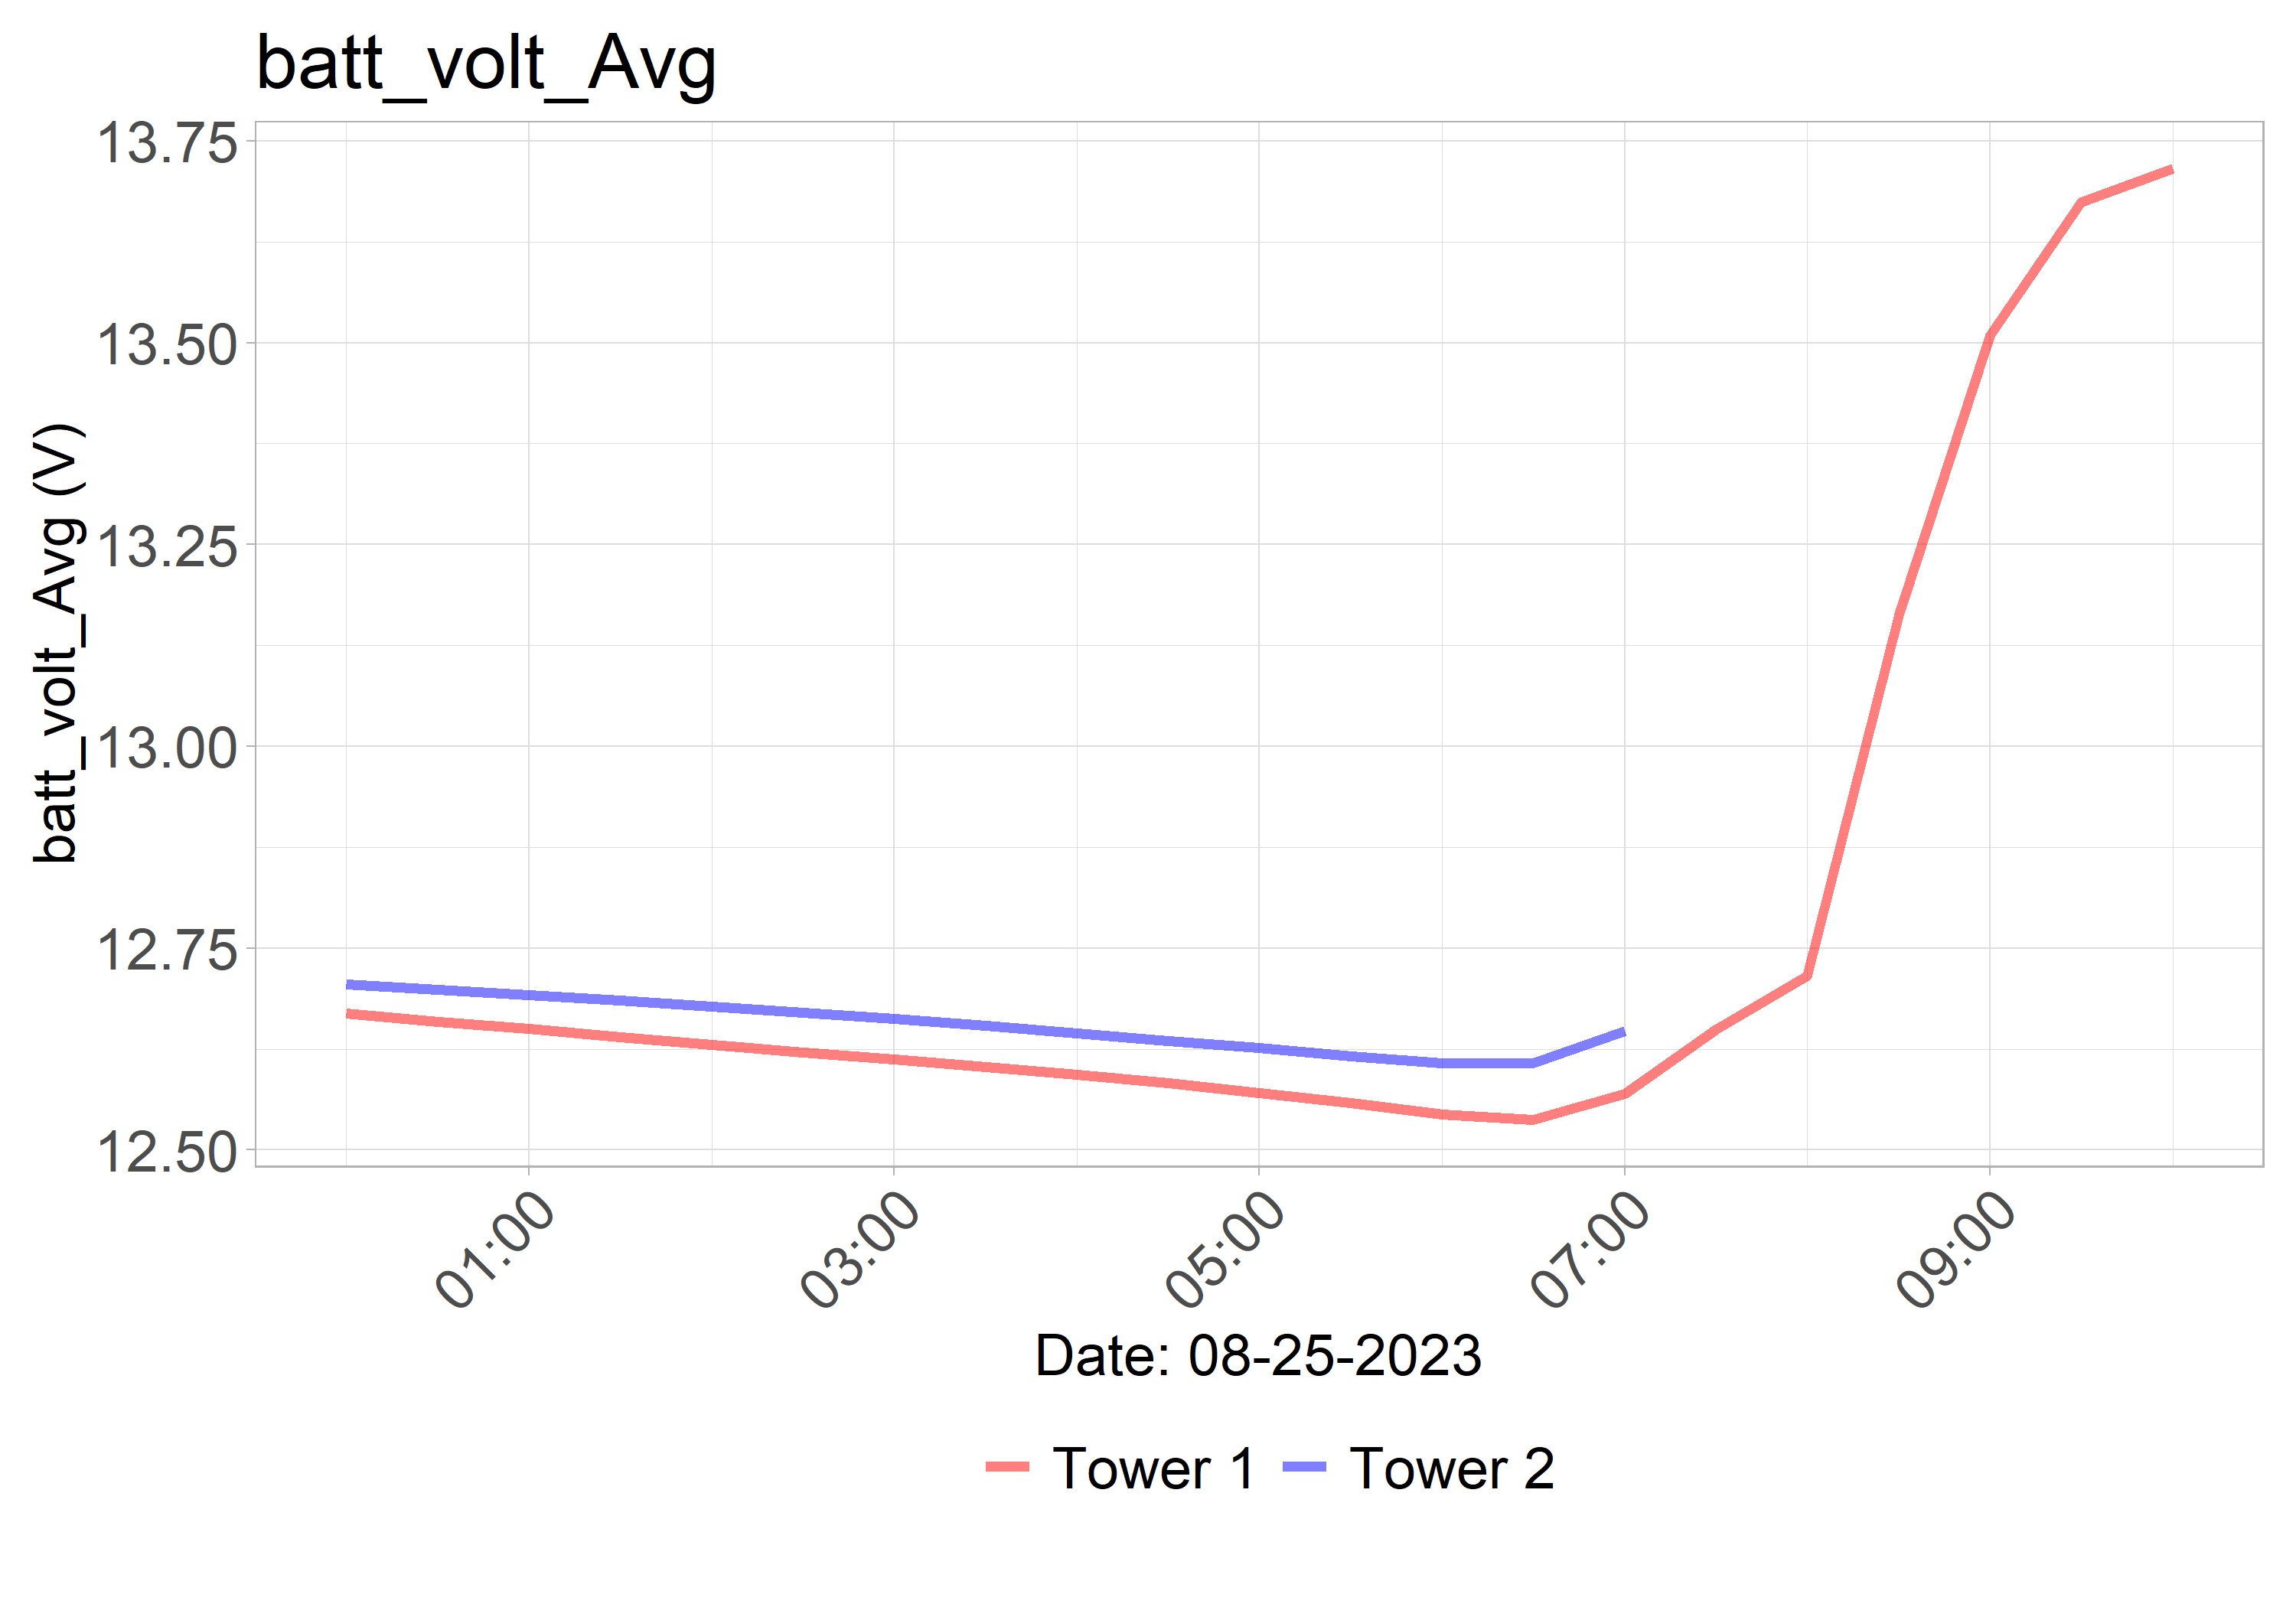 batt_volt_Avg
batt_volt_Avg (V)
13.75
13.50
13.25
13.00
12.75
12.50
01:00
03:00
05:00
07:00
09:00
Date: 08-25-2023
Tower 1
Tower 2